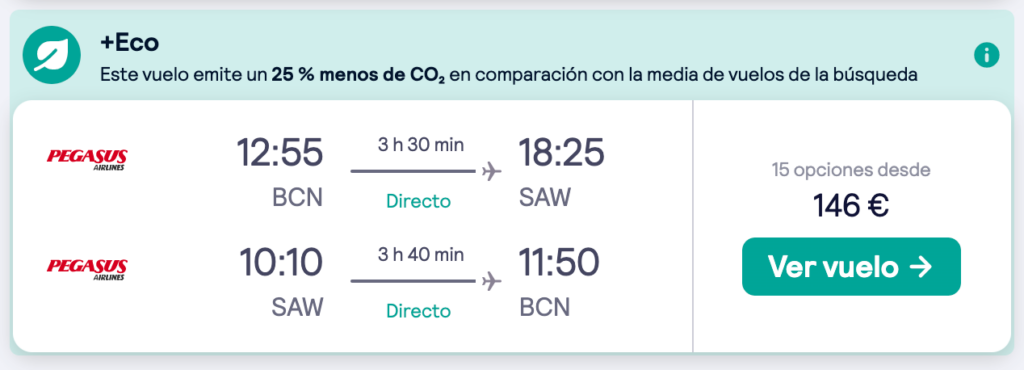 +Eco
Este vuelo emite un 25 % menos de CO₂ en comparación con la media de vuelos de la búsqueda
PEGASUS
AIRLINES
12:55
BCN
3 h 30 min
Directo
18:25
SAW
PEGASUS
AIRLINES
10:10
SAW
3 h 40 min
Directo
11:50
BCN
15 opciones desde
146 €
Ver vuelo →